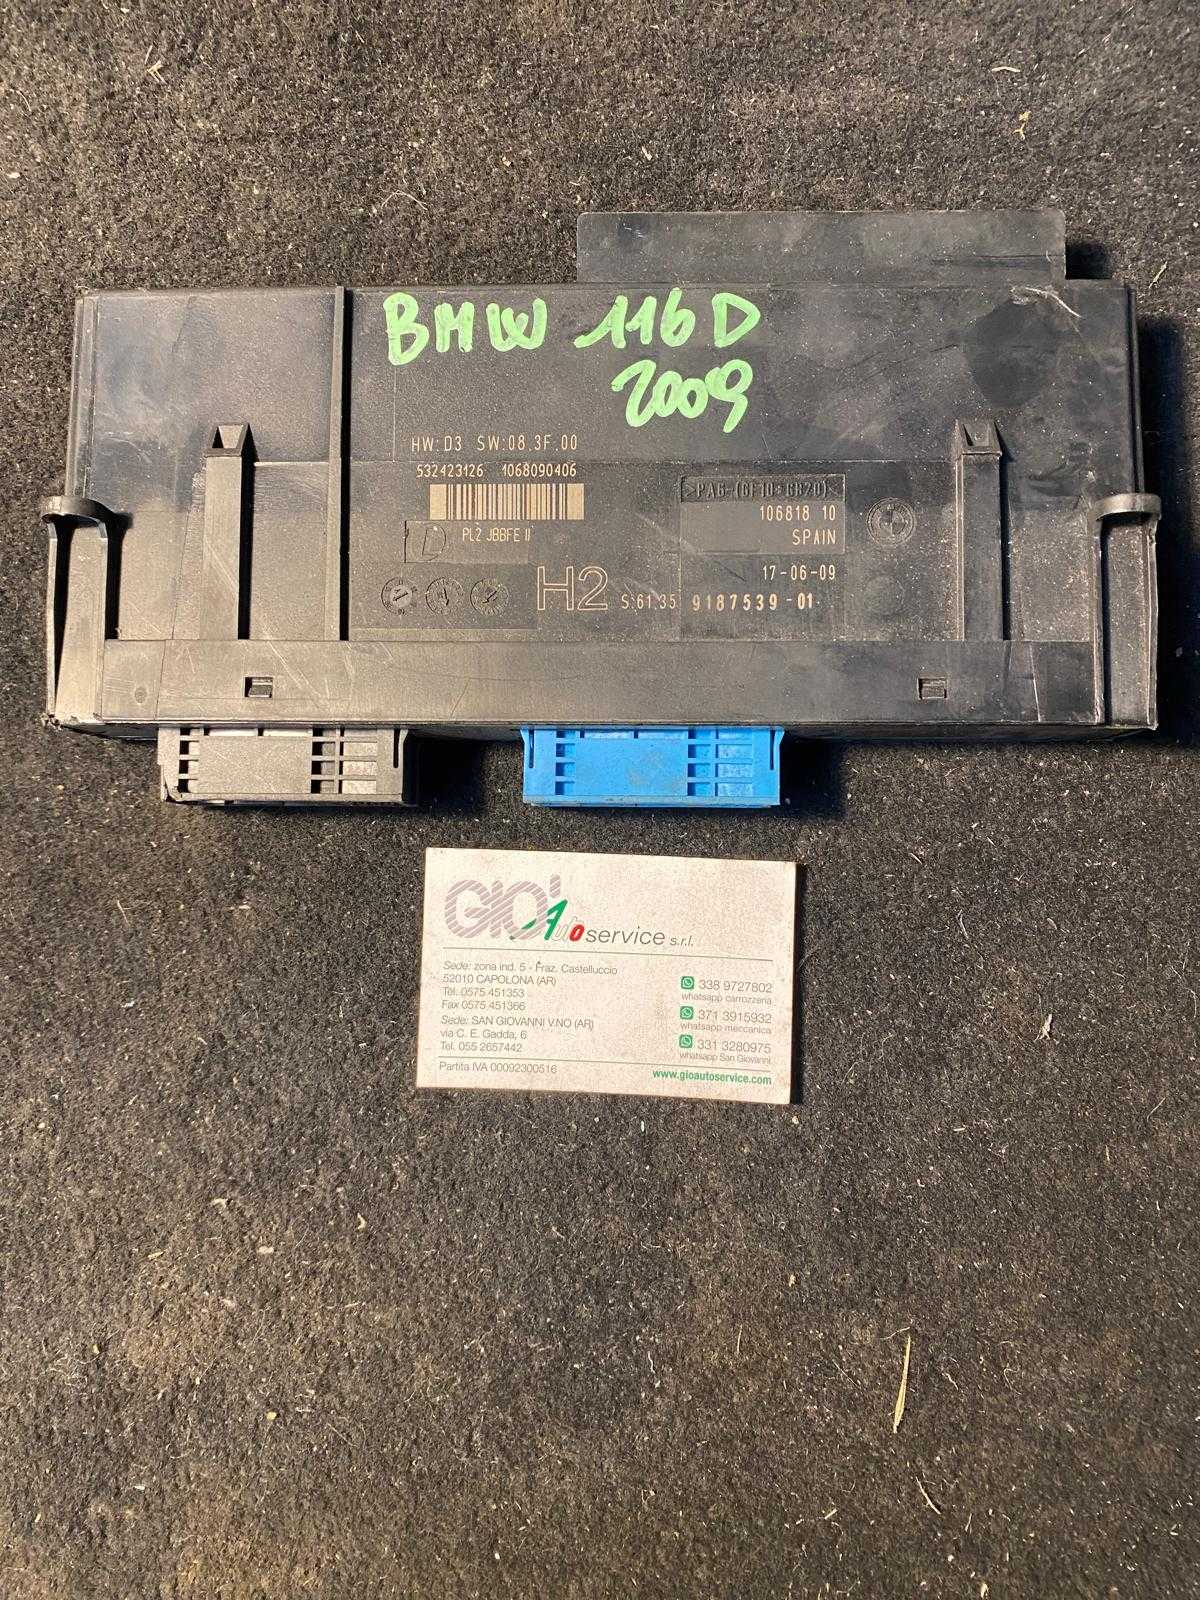 BMW 116D
2009
HW:D3 SW:08.3F.00
532423126 1068090406
D PL2 JBBFE II
>PA6-(GF10+GB20)<
106818 10
SPAIN
17-06-09
H2 S:61.35 9187539-01
GIO' Autoservice s.r.l.
Sede: zona ind. 5 - Fraz. Castelluccio
52010 CAPOLONA (AR)
Tel. 0575 451353
Fax 0575 451366
Sede: SAN GIOVANNI V.NO (AR)
via C. E. Gadda, 6
Tel. 055 2657442
Partita IVA 00092300516
338 9727802
whatsapp carrozzeria
371 3915932
whatsapp meccanica
331 3280975
whatsapp San Giovanni
www.gioautoservice.com